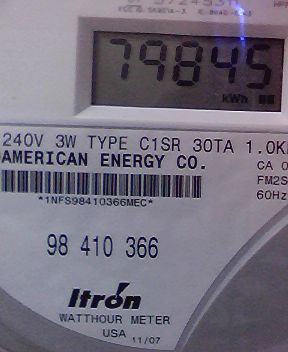 79845
kWh
240V 3W TYPE C1SR 30TA 1.0K
AMERICAN ENERGY CO.
CA 0
FM2S
60Hz
*1NFS98410366MEC*
98 410 366
Itron
WATTHOUR METER
USA 11/07